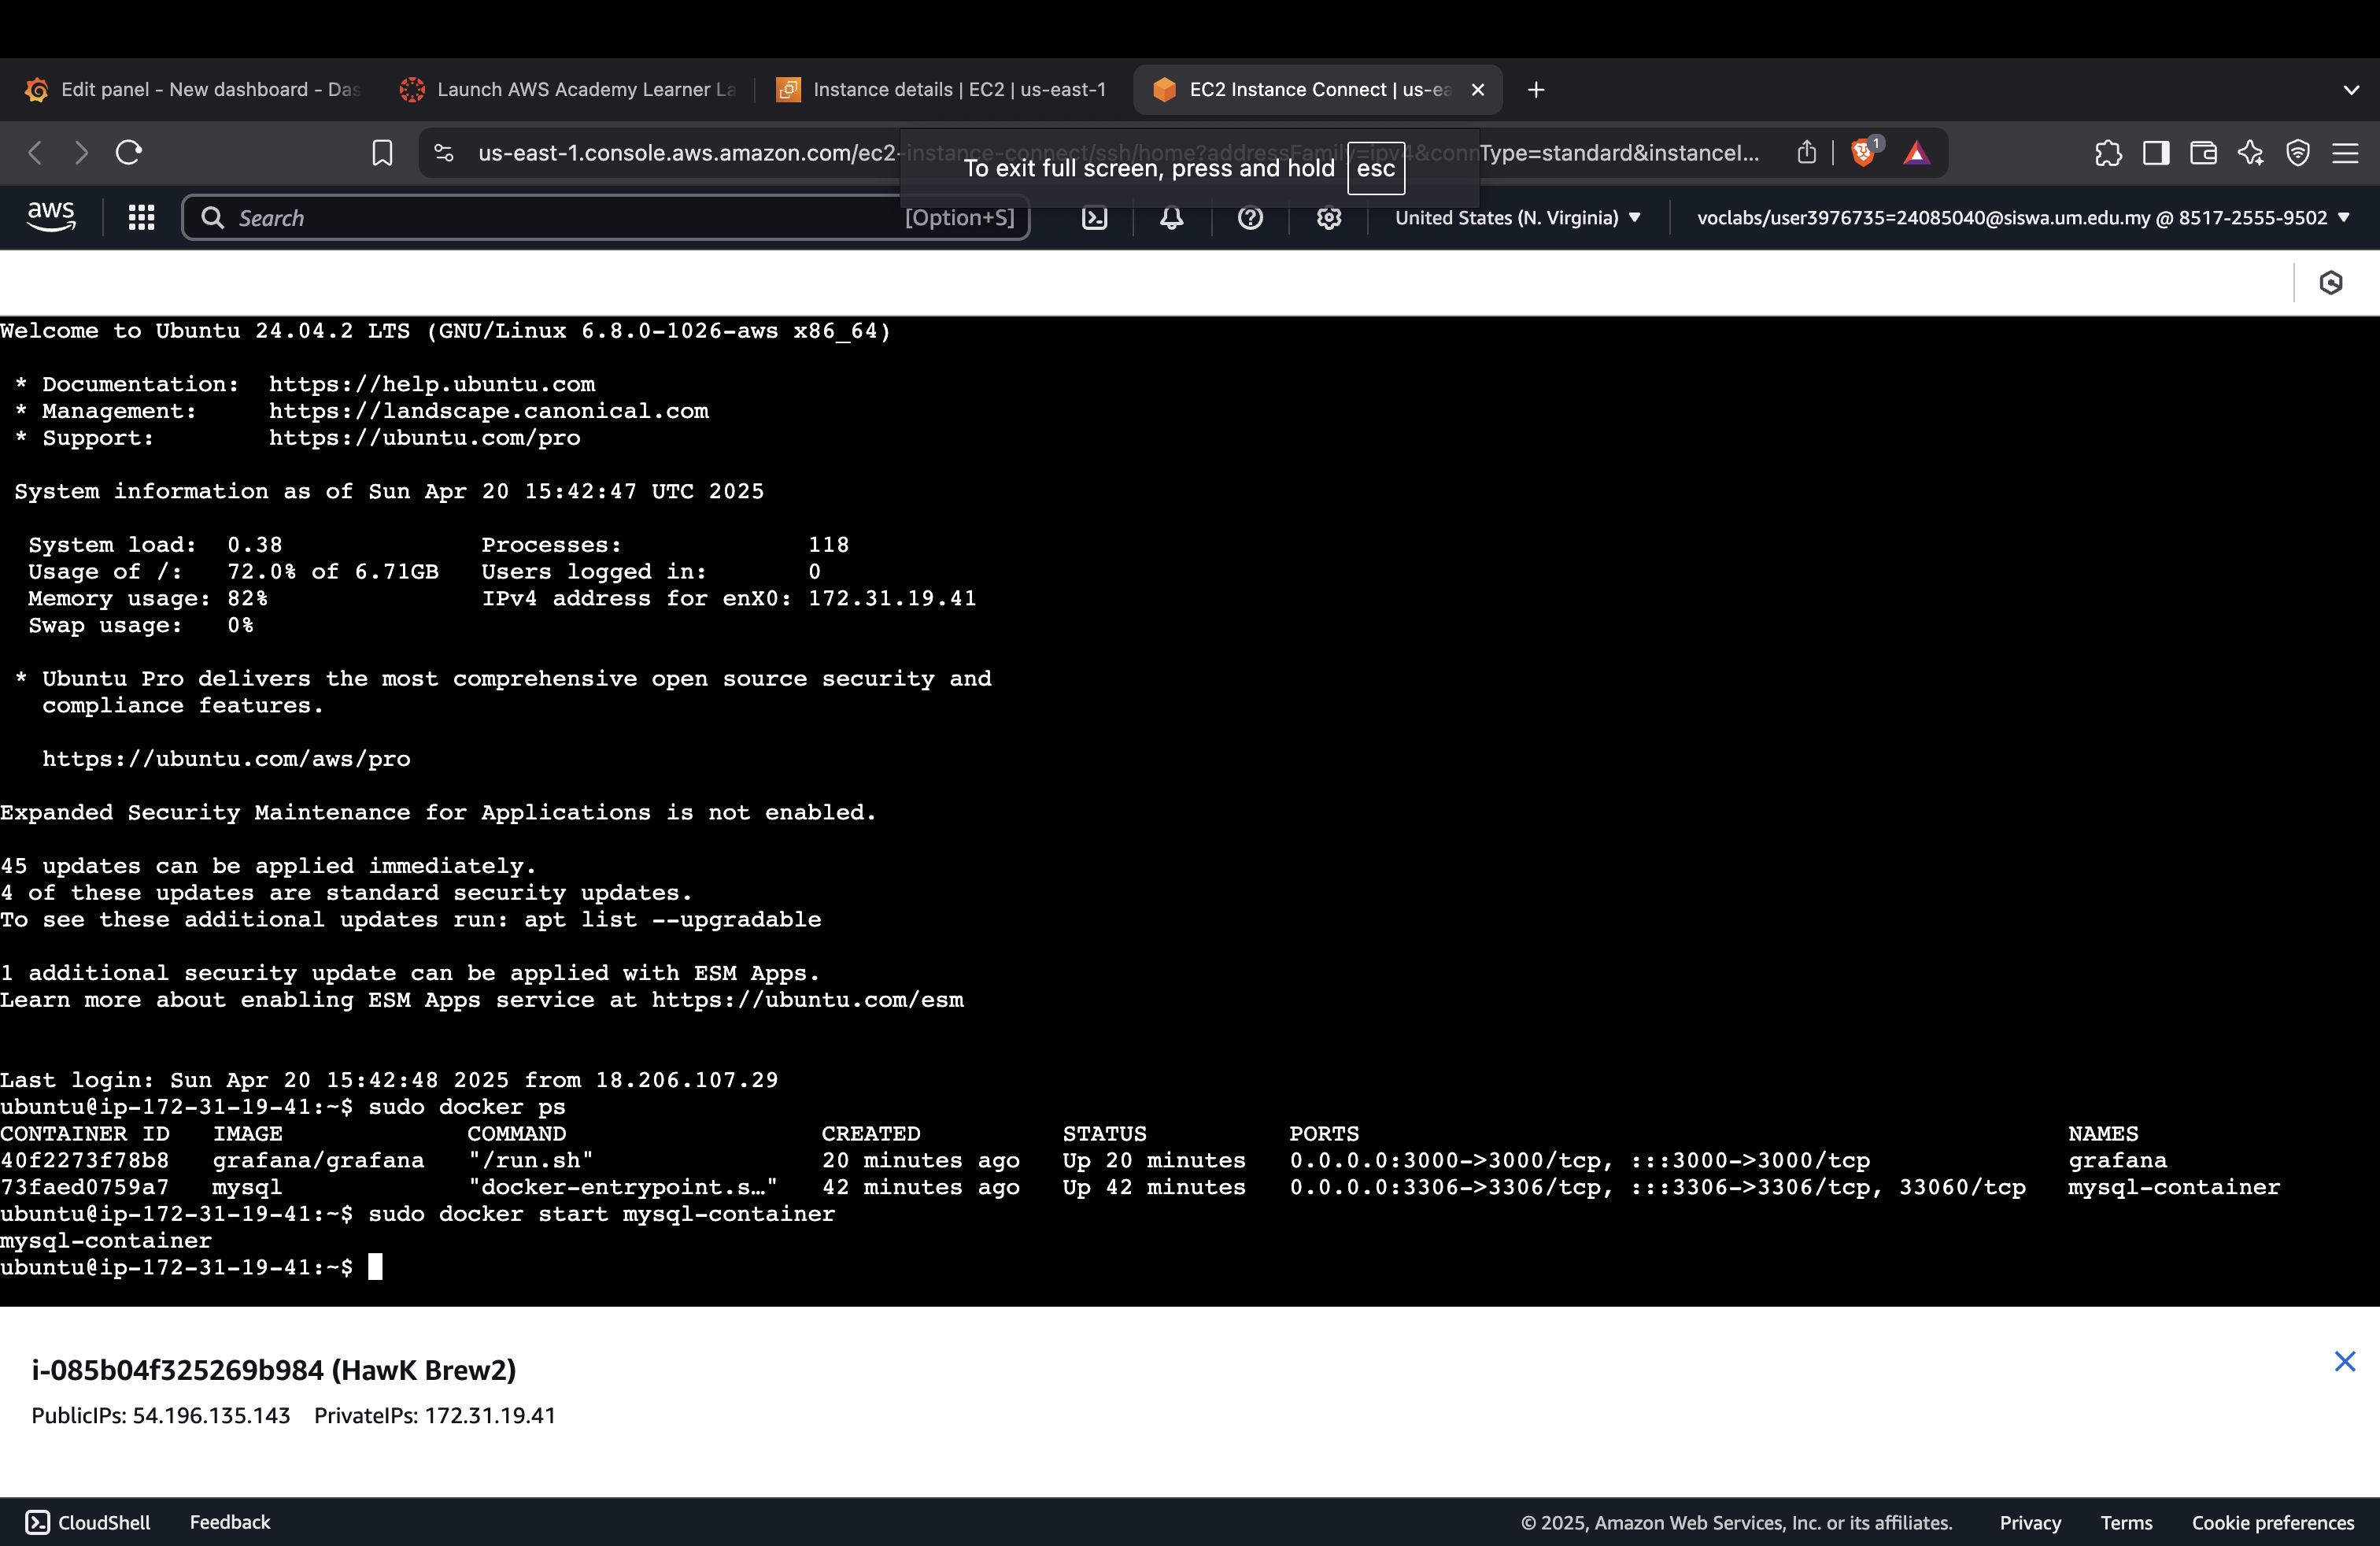 Edit panel - New dashboard - Das
Launch AWS Academy Learner La
Instance details | EC2 | us-east-1
EC2 Instance Connect | us-ea
us-east-1.console.aws.amazon.com/ec2-instance-connect/ssh/home?addressFamily=ipv4&connType=standard&instanceI...
1
To exit full screen, press and hold esc
aws
Search
[Option+S]
United States (N. Virginia)
voclabs/user3976735=24085040@siswa.um.edu.my @ 8517-2555-9502
Welcome to Ubuntu 24.04.2 LTS (GNU/Linux 6.8.0-1026-aws x86_64)
* Documentation:  https://help.ubuntu.com
* Management:     https://landscape.canonical.com
* Support:        https://ubuntu.com/pro
System information as of Sun Apr 20 15:42:47 UTC 2025
System load:  0.38              Processes:             118
Usage of /:   72.0% of 6.71GB   Users logged in:       0
Memory usage: 82%               IPv4 address for enX0: 172.31.19.41
Swap usage:   0%
* Ubuntu Pro delivers the most comprehensive open source security and
compliance features.
https://ubuntu.com/aws/pro
Expanded Security Maintenance for Applications is not enabled.
45 updates can be applied immediately.
4 of these updates are standard security updates.
To see these additional updates run: apt list --upgradable
1 additional security update can be applied with ESM Apps.
Learn more about enabling ESM Apps service at https://ubuntu.com/esm
Last login: Sun Apr 20 15:42:48 2025 from 18.206.107.29
ubuntu@ip-172-31-19-41:~$ sudo docker ps
CONTAINER ID   IMAGE             COMMAND                  CREATED          STATUS          PORTS                                                  NAMES
40f2273f78b8   grafana/grafana   "/run.sh"                20 minutes ago   Up 20 minutes   0.0.0.0:3000->3000/tcp, :::3000->3000/tcp              grafana
73faed0759a7   mysql             "docker-entrypoint.s…"   42 minutes ago   Up 42 minutes   0.0.0.0:3306->3306/tcp, :::3306->3306/tcp, 33060/tcp   mysql-container
ubuntu@ip-172-31-19-41:~$ sudo docker start mysql-container
mysql-container
ubuntu@ip-172-31-19-41:~$
i-085b04f325269b984 (HawK Brew2)
PublicIPs: 54.196.135.143 PrivateIPs: 172.31.19.41
CloudShell
Feedback
© 2025, Amazon Web Services, Inc. or its affiliates.
Privacy
Terms
Cookie preferences